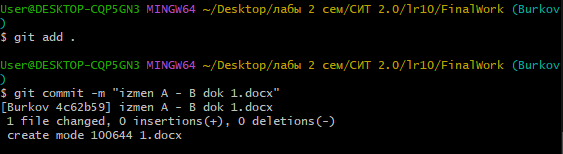 User@DESKTOP-CQP5GN3 MINGW64 ~/Desktop/лабы 2 сем/СИТ 2.0/lr10/FinalWork (Burkov
)
$ git add .
User@DESKTOP-CQP5GN3 MINGW64 ~/Desktop/лабы 2 сем/СИТ 2.0/lr10/FinalWork (Burkov
)
$ git commit -m "izmen A - B dok 1.docx"
[Burkov 4c62b59] izmen A - B dok 1.docx
 1 file changed, 0 insertions(+), 0 deletions(-)
 create mode 100644 1.docx